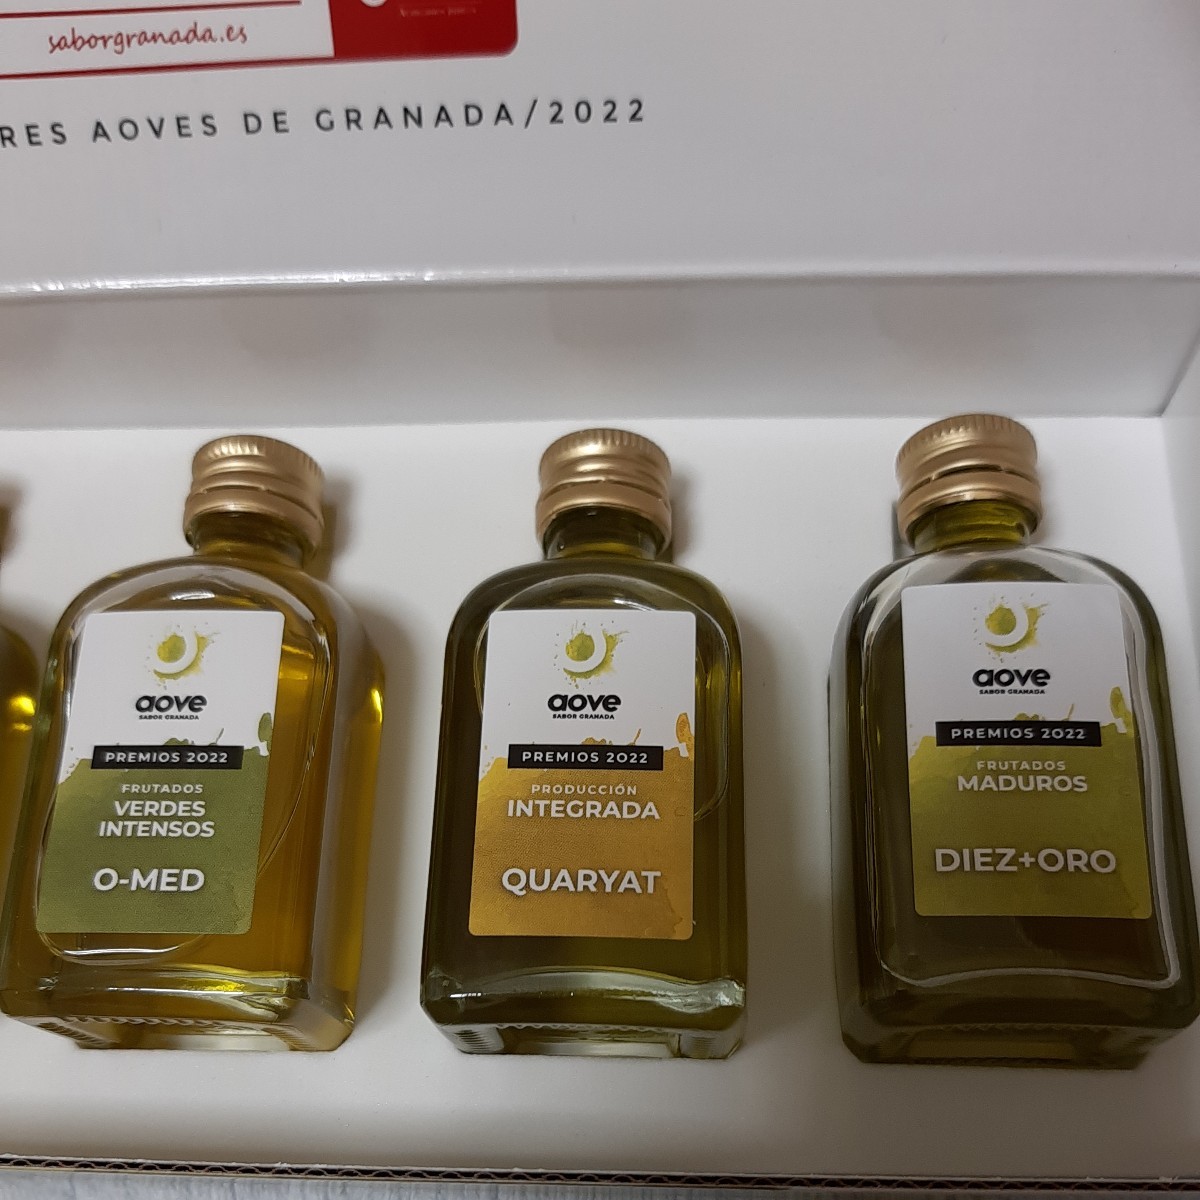 saborgranada.es
RES AOVES DE GRANADA/2022
aove
SABOR GRANADA
PREMIOS 2022
FRUTADOS
VERDES
INTENSOS
O-MED
aove
SABOR GRANADA
PREMIOS 2022
PRODUCCIÓN
INTEGRADA
QUARYAT
aove
SABOR GRANADA
PREMIOS 2022
FRUTADOS
MADUROS
DIEZ+ORO